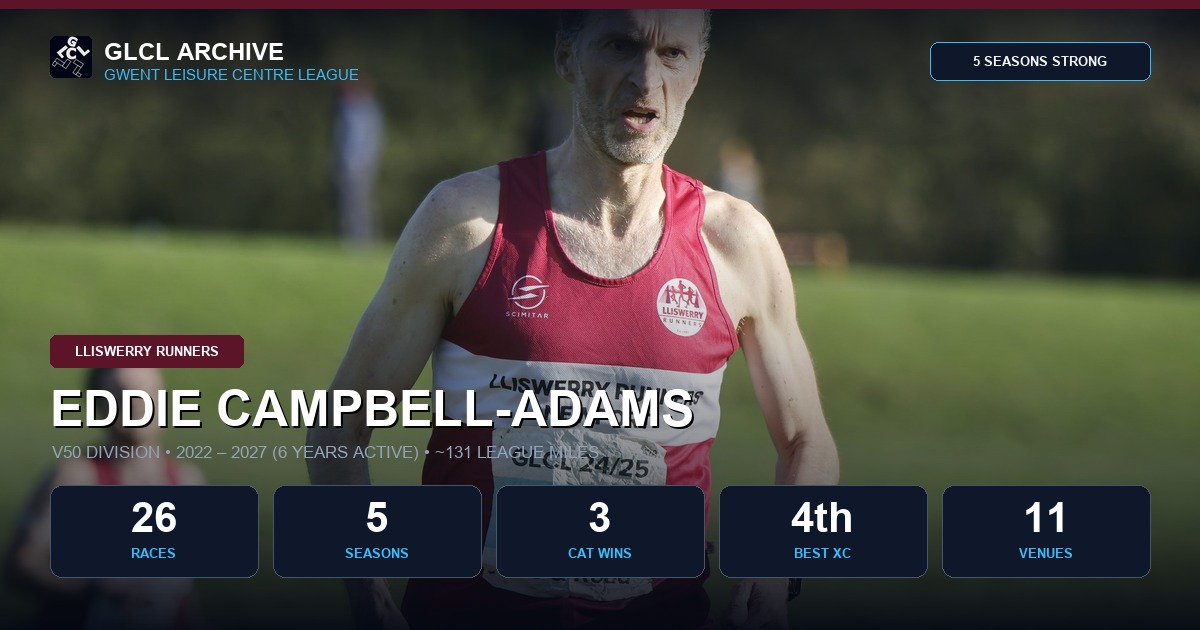 GLCL ARCHIVE
GWENT LEISURE CENTRE LEAGUE
5 SEASONS STRONG
SCIMITAR
LLISWERRY
RUNNERS
LLISWERRY RUNNERS
LLISWERRY RUNNERS
EDDIE CAMPBELL-ADAMS
V50 DIVISION • 2022 – 2027 (6 YEARS ACTIVE) • ~131 LEAGUE MILES
GLCL 24/25
26
RACES
5
SEASONS
3
CAT WINS
4th
BEST XC
11
VENUES